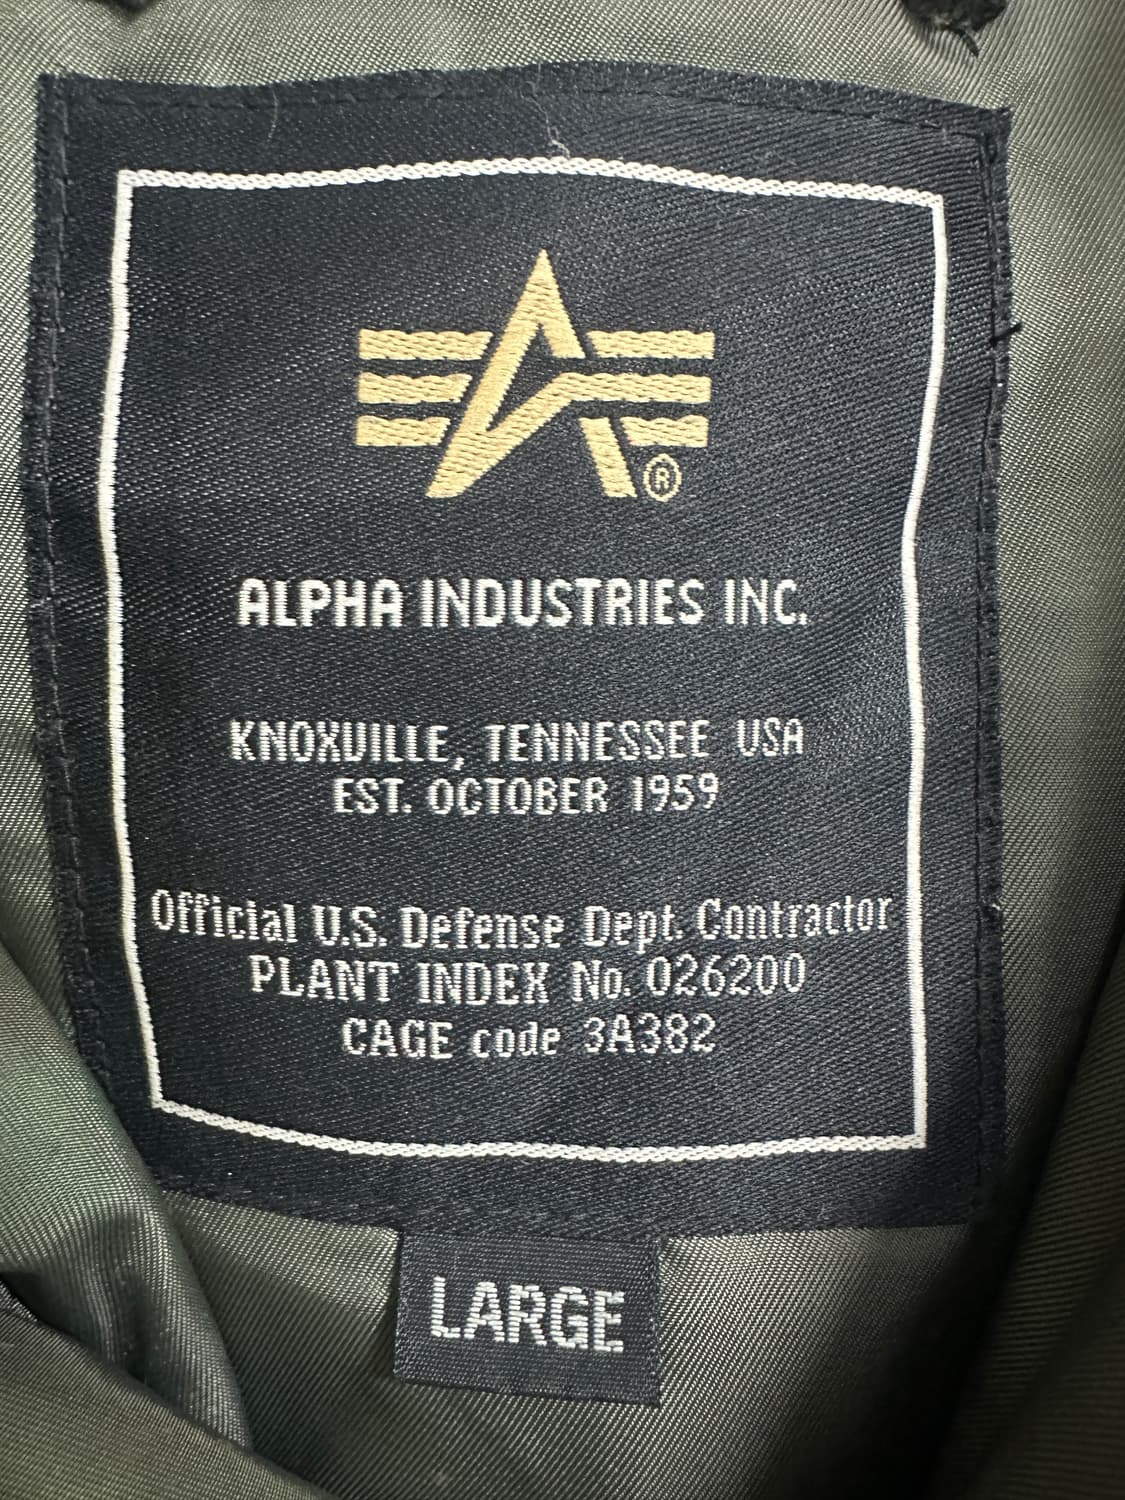 ®
ALPHA INDUSTRIES INC.
KNOXVILLE, TENNESSEE USA
EST. OCTOBER 1959
Official U.S. Defense Dept. Contractor
PLANT INDEX No. 026200
CAGE code 3A382
LARGE